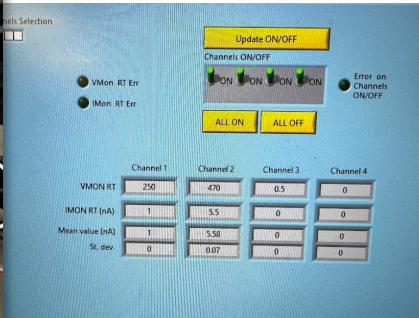 nels Selection
Update ON/OFF
Channels ON/OFF
VMon RT Err
ON ON ON ON
Error on
Channels
ON/OFF
IMon RT Err
ALL ON ALL OFF
Channel 1 Channel 2 Channel 3 Channel 4
VMON RT 250 470 0.5 0
IMON RT (nA) 1 5.5 0 0
Mean value (nA) 1 5.58 0 0
St. dev. 0 0.07 0 0